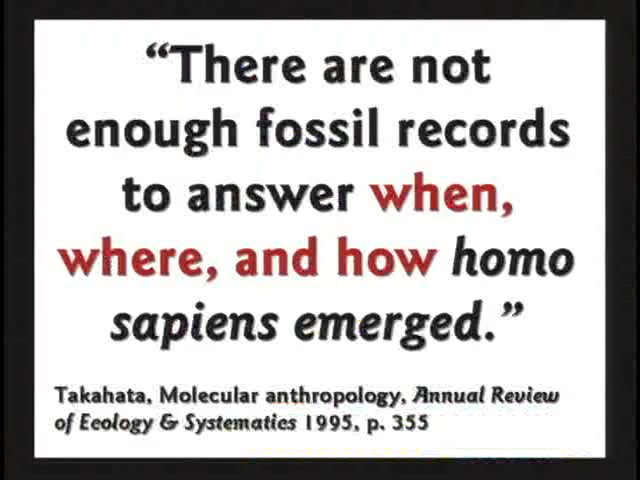 “There are not
enough fossil records
to answer when,
where, and how homo
sapiens emerged.”
Takahata, Molecular anthropology, Annual Review
of Ecology & Systematics 1995, p. 355